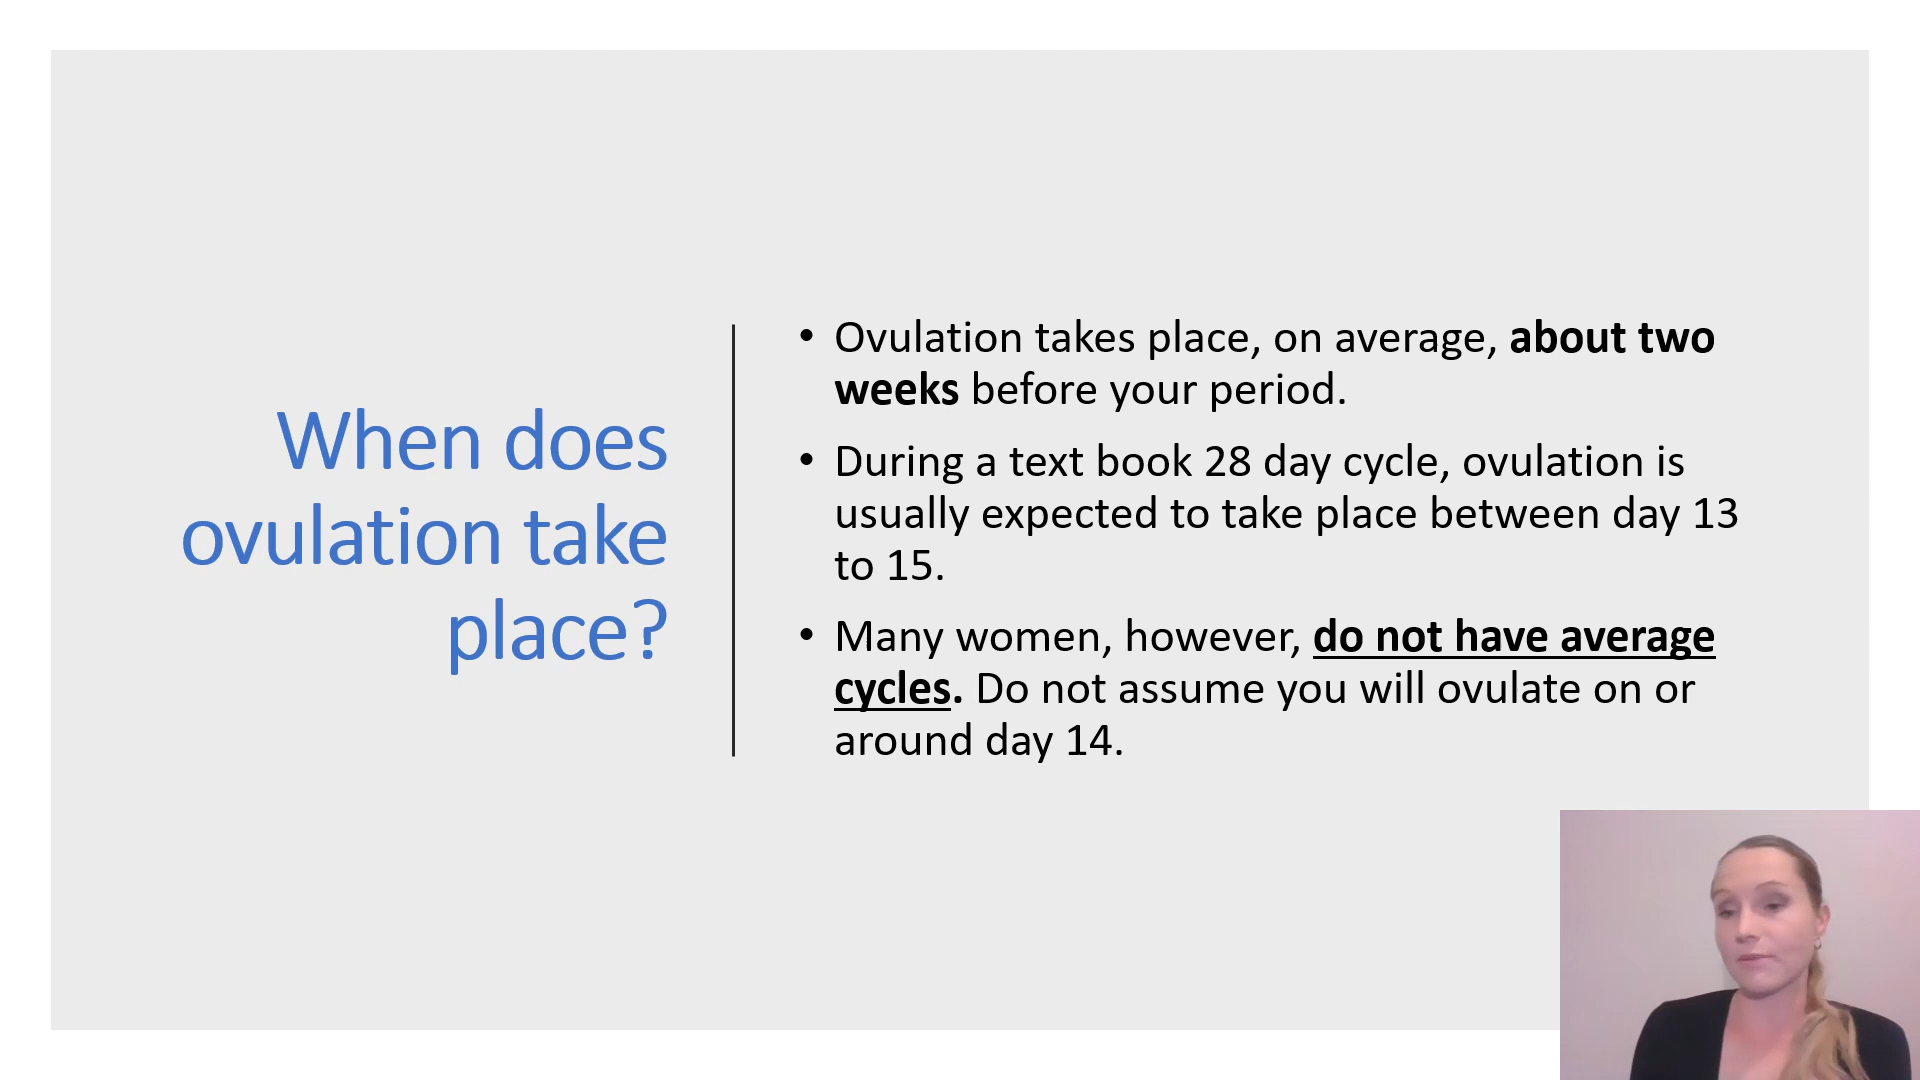 When does
ovulation take
place?
• Ovulation takes place, on average, about two
weeks before your period.
• During a text book 28 day cycle, ovulation is
usually expected to take place between day 13
to 15.
• Many women, however, do not have average
cycles. Do not assume you will ovulate on or
around day 14.